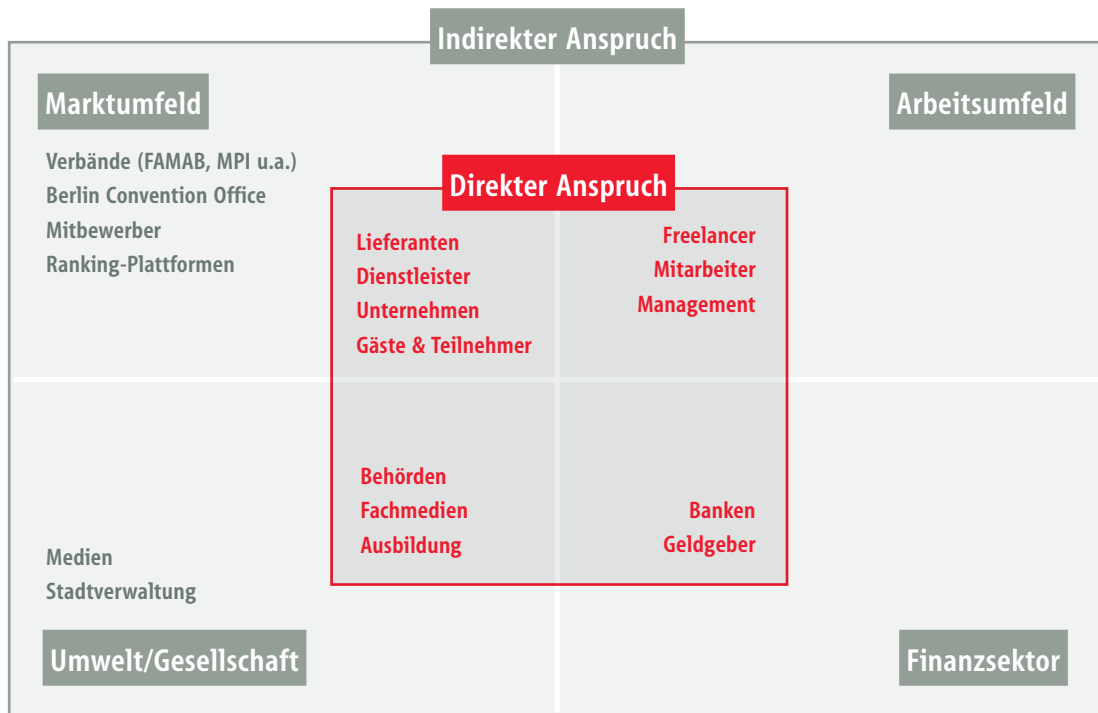 Indirekter Anspruch
Marktumfeld
Arbeitsumfeld
Verbände (FAMAB, MPI u.a.)
Berlin Convention Office
Mitbewerber
Ranking-Plattformen
Direkter Anspruch
Lieferanten
Dienstleister
Unternehmen
Gäste & Teilnehmer
Freelancer
Mitarbeiter
Management
Behörden
Fachmedien
Ausbildung
Banken
Geldgeber
Medien
Stadtverwaltung
Umwelt/Gesellschaft
Finanzsektor